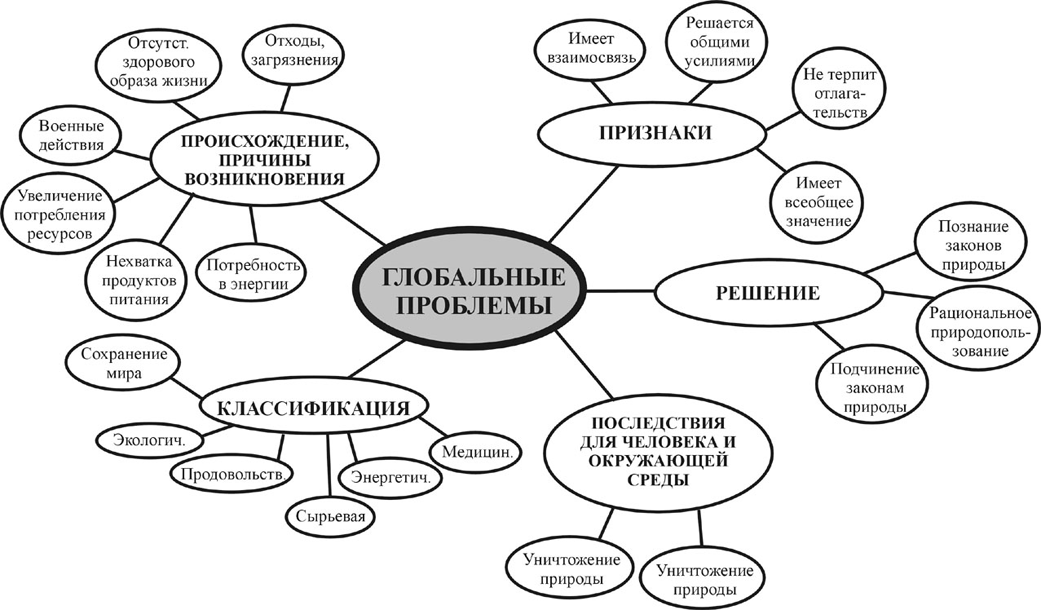 ГЛОБАЛЬНЫЕ
ПРОБЛЕМЫ
ПРОИСХОЖДЕНИЕ,
ПРИЧИНЫ
ВОЗНИКНОВЕНИЯ
Отсутст.
здорового
образа жизни
Отходы,
загрязнения
Военные
действия
Увеличение
потребления
ресурсов
Нехватка
продуктов
питания
Потребность
в энергии
ПРИЗНАКИ
Имеет
взаимосвязь
Решается
общими
усилиями
Не терпит
отлага-
тельств
Имеет
всеобщее
значение
РЕШЕНИЕ
Познание
законов
природы
Рациональное
природополь-
зование
Подчинение
законам
природы
КЛАССИФИКАЦИЯ
Сохранение
мира
Экологич.
Продовольств.
Сырьевая
Энергетич.
Медицин.
ПОСЛЕДСТВИЯ
ДЛЯ ЧЕЛОВЕКА И
ОКРУЖАЮЩЕЙ
СРЕДЫ
Уничтожение
природы
Уничтожение
природы